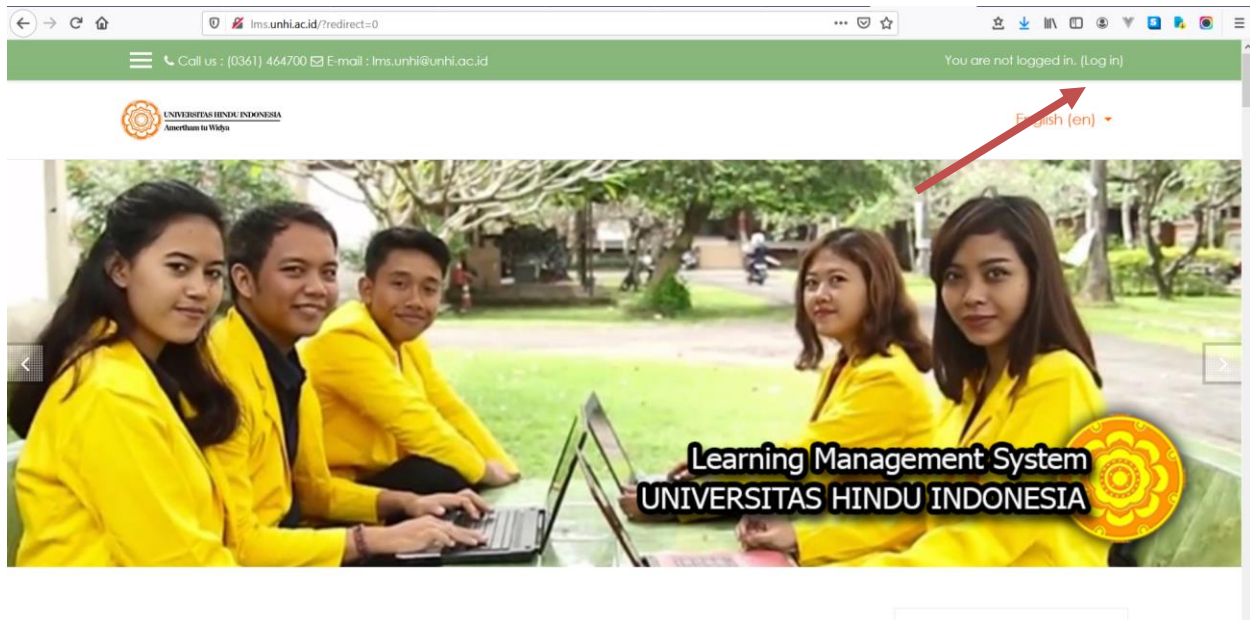 lms.unhi.ac.id/?redirect=0
Call us : (0361) 464700 E-mail : lms.unhi@unhi.ac.id
You are not logged in. (Log in)
UNIVERSITAS HINDU INDONESIA
Amertham tu Widya
English (en)
Learning Management System
UNIVERSITAS HINDU INDONESIA